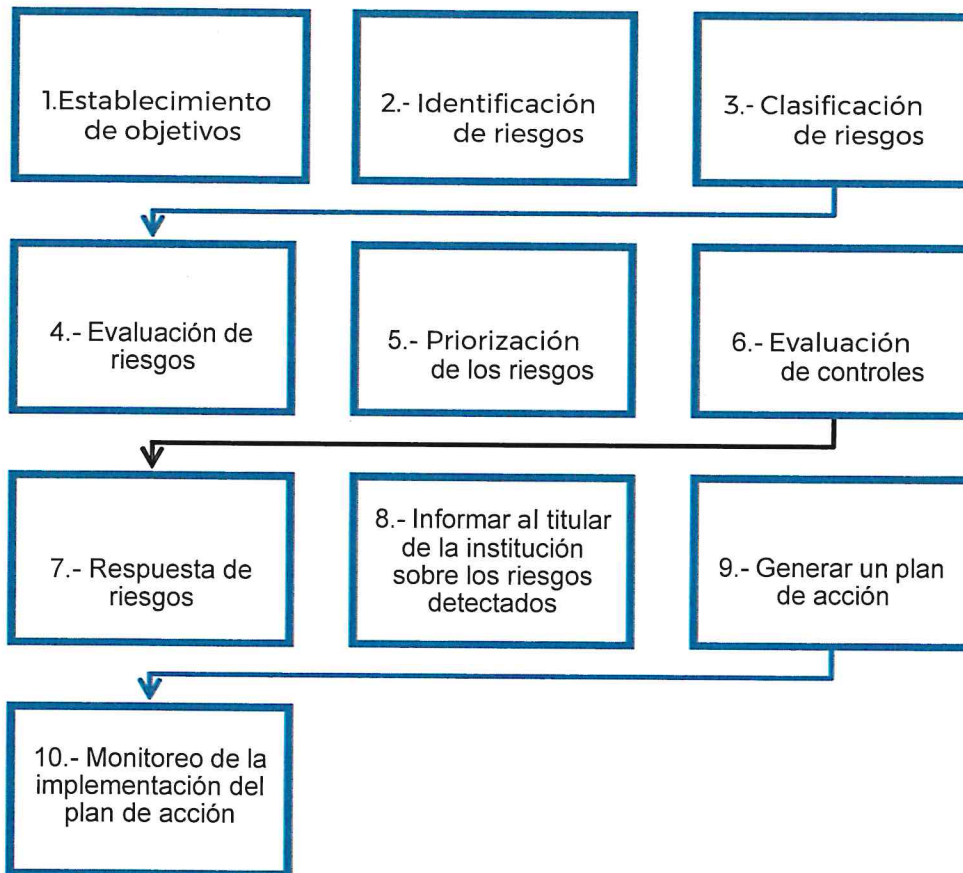 1.Establecimiento
de objetivos
2.- Identificación
de riesgos
3.- Clasificación
de riesgos
4.- Evaluación de
riesgos
5.- Priorización
de los riesgos
6.- Evaluación
de controles
7.- Respuesta de
riesgos
8.- Informar al titular
de la institución
sobre los riesgos
detectados
9.- Generar un plan
de acción
10.- Monitoreo de la
implementación del
plan de acción